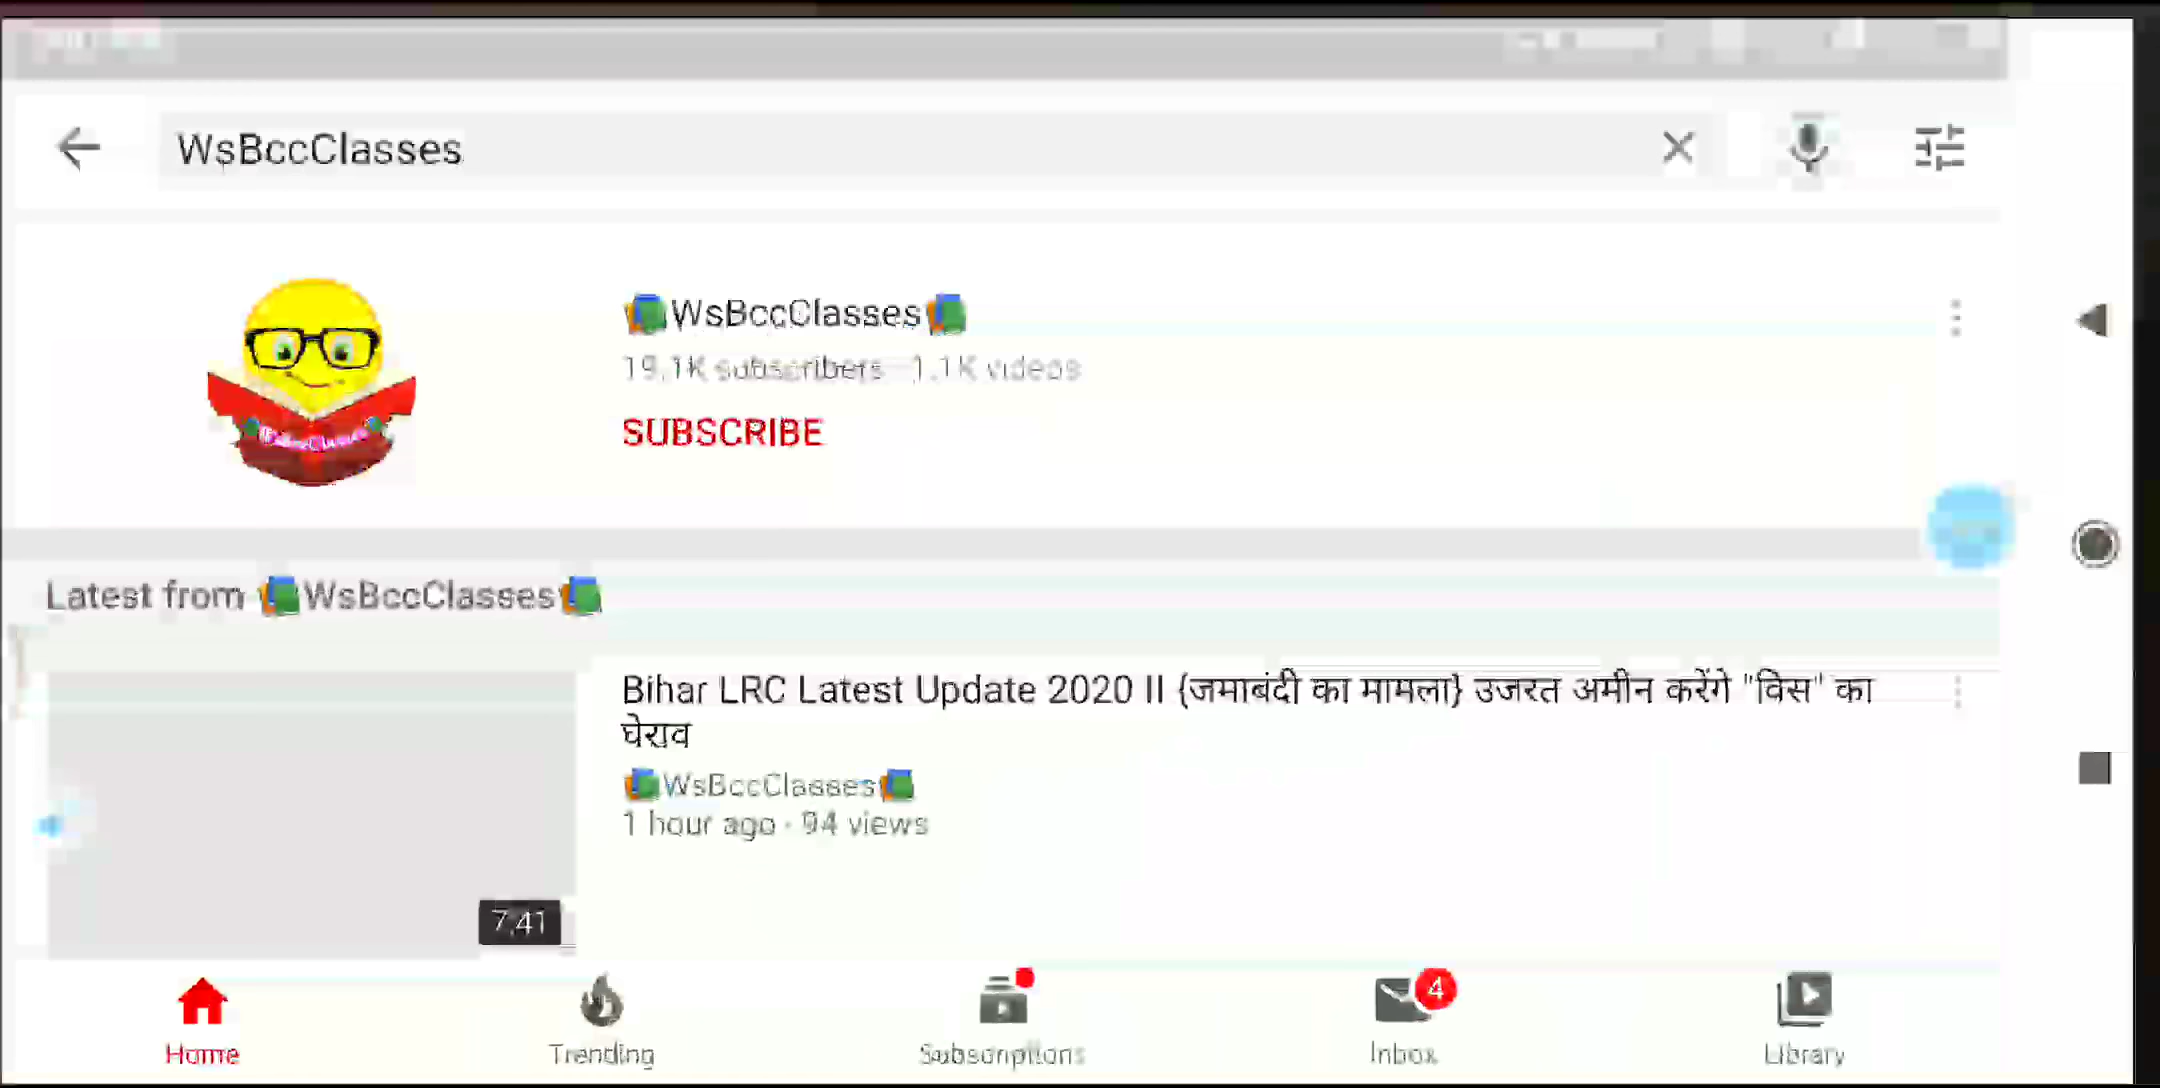 WsBccClasses
WsBccClasses
19.1K subscribers 1.1K videos
SUBSCRIBE
Latest from WsBccClasses
Bihar LRC Latest Update 2020 II {जमाबंदी का मामला} उजरत अमीन करेंगे "विस" का
घेराव
WsBccClasses
1 hour ago · 94 views
7:41
4
Home
Trending
Subscriptions
Inbox
Library